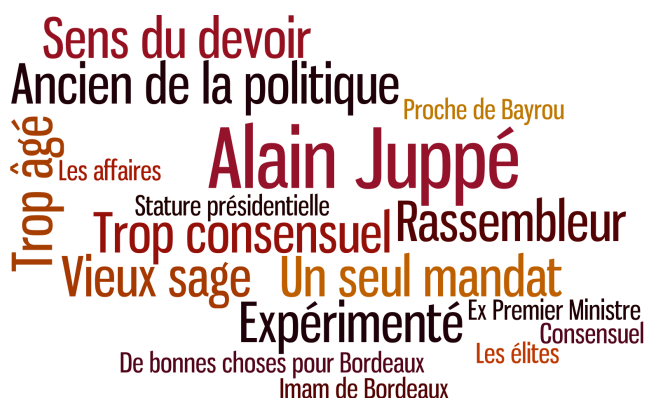 Sens du devoir
Ancien de la politique
Proche de Bayrou
Trop âgé
Les affaires
Alain Juppé
Stature présidentielle
Rassembleur
Trop consensuel
Vieux sage
Un seul mandat
Expérimenté
Ex Premier Ministre
Consensuel
Les élites
De bonnes choses pour Bordeaux
Imam de Bordeaux